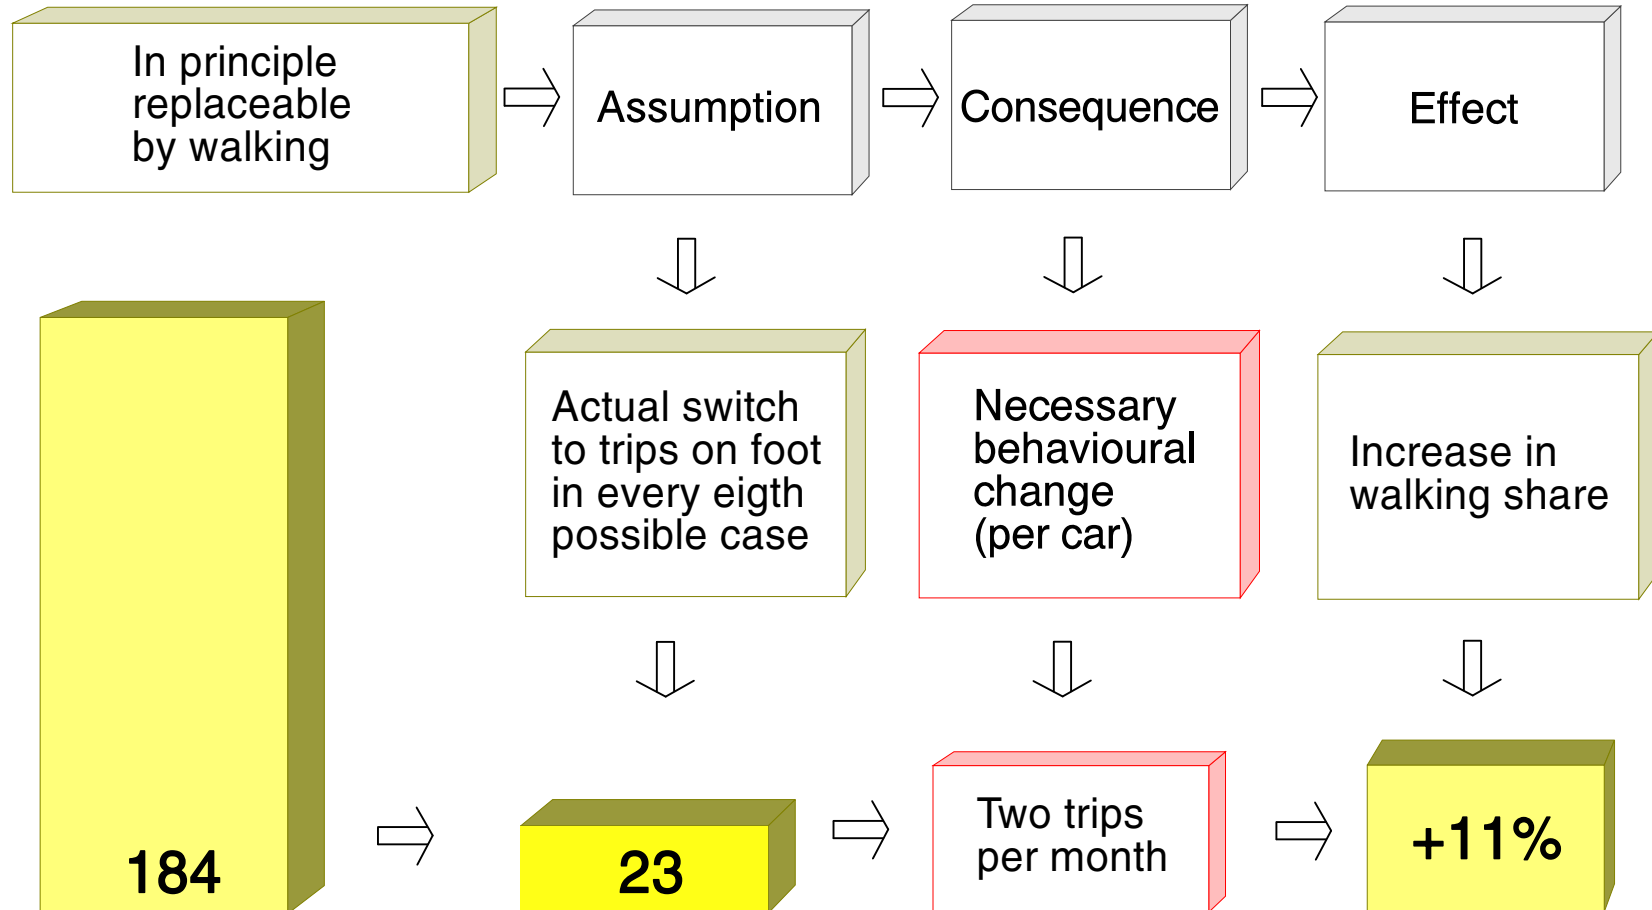 In principle
replaceable
by walking
Assumption
Consequence
Effect
Actual switch
to trips on foot
in every eigth
possible case
Necessary
behavioural
change
(per car)
Increase in
walking share
184
23
Two trips
per month
+11%